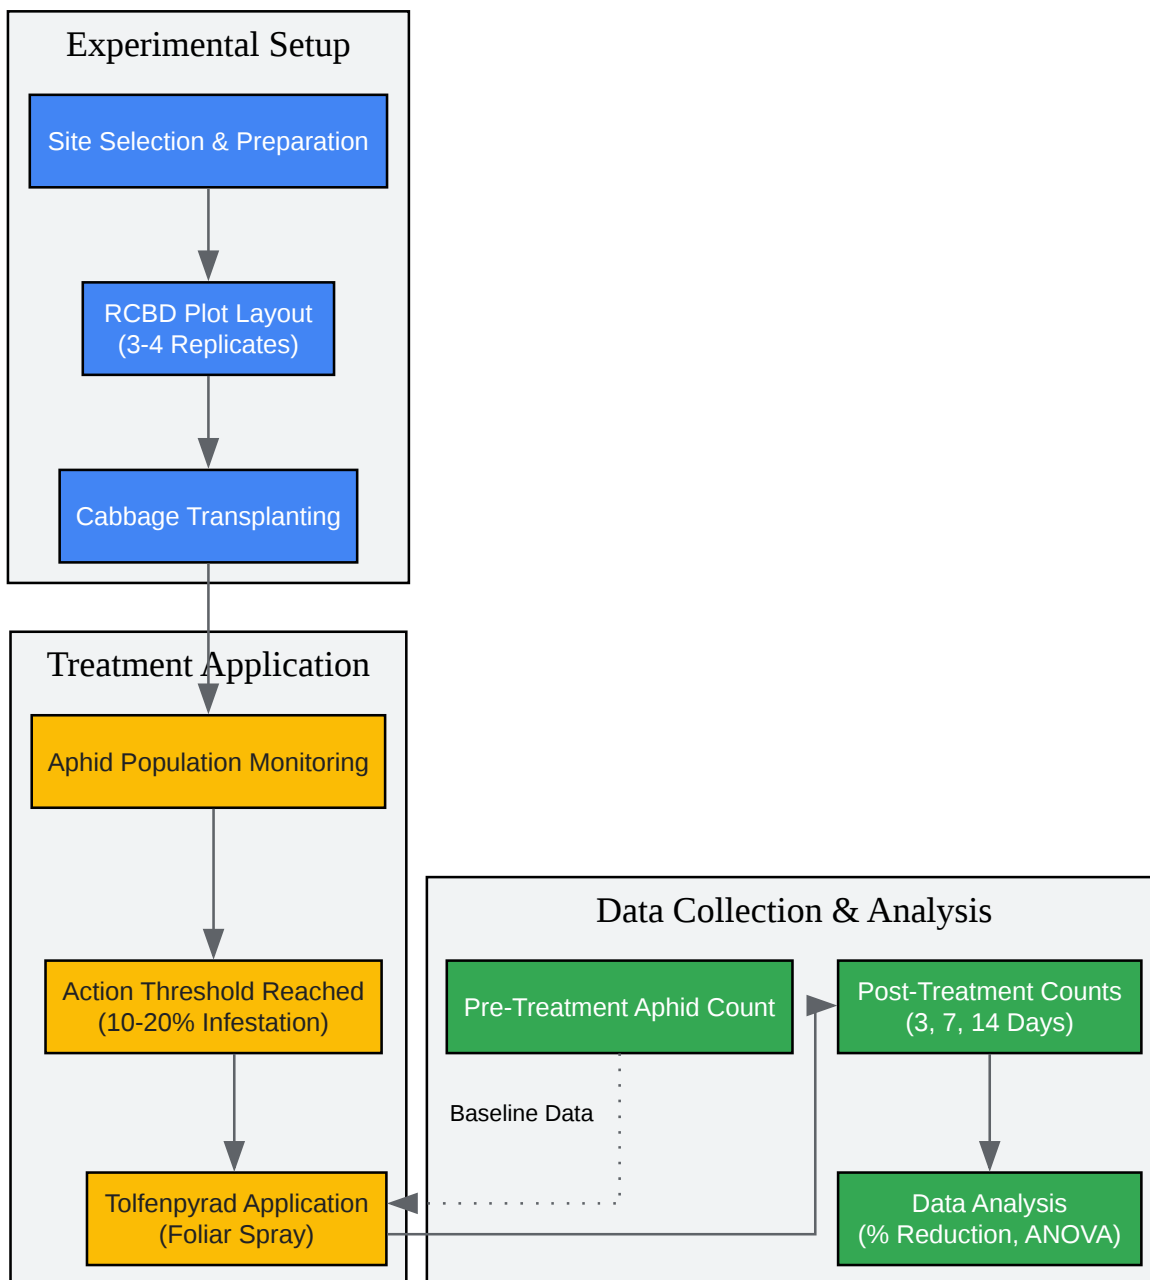 Experimental Setup
Site Selection & Preparation
RCBD Plot Layout
(3-4 Replicates)
Cabbage Transplanting
Treatment Application
Aphid Population Monitoring
Action Threshold Reached
(10-20% Infestation)
Tolfenpyrad Application
(Foliar Spray)
Data Collection & Analysis
Pre-Treatment Aphid Count
Baseline Data
Post-Treatment Counts
(3, 7, 14 Days)
Data Analysis
(% Reduction, ANOVA)